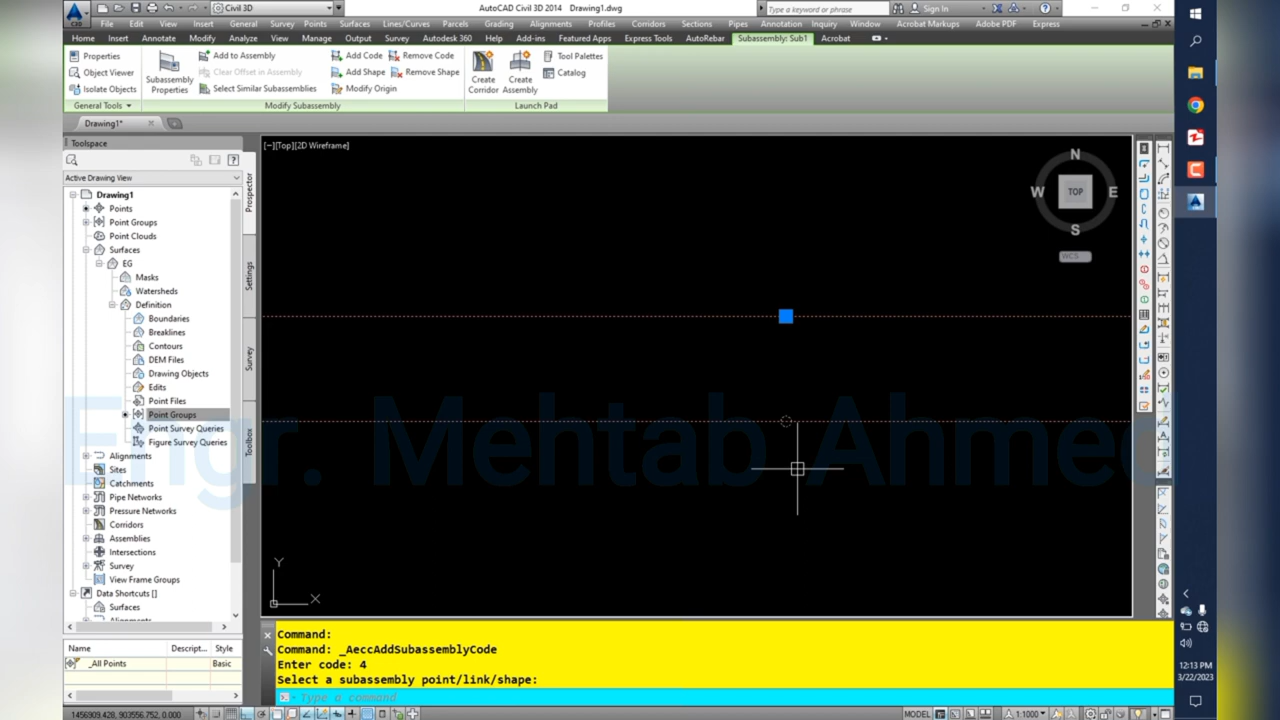 Civil 3D
AutoCAD Civil 3D 2014 Drawing1.dwg
Type a keyword or phrase
Sign In
File Edit View Insert General Survey Points Surfaces Lines/Curves Parcels Grading Alignments Profiles Corridors Sections Pipes Annotation Inquiry Window Acrobat Markups Adobe PDF Express
Home Insert Annotate Modify Analyze View Manage Output Survey Autodesk 360 Help Add-ins Featured Apps Express Tools AutoRebar Subassembly: Sub1 Acrobat
Properties
Object Viewer
Isolate Objects
General Tools
Subassembly Properties
Add to Assembly
Clear Offset in Assembly
Select Similar Subassemblies
Add Code
Remove Code
Add Shape
Remove Shape
Modify Origin
Modify Subassembly
Create Corridor
Create Assembly
Tool Palettes
Catalog
Launch Pad
Drawing1*
Toolspace
Active Drawing View
Drawing1
Points
Point Groups
Point Clouds
Surfaces
EG
Masks
Watersheds
Definition
Boundaries
Breaklines
Contours
DEM Files
Drawing Objects
Edits
Point Files
Point Groups
Point Survey Queries
Figure Survey Queries
Alignments
Sites
Catchments
Pipe Networks
Pressure Networks
Corridors
Assemblies
Intersections
Survey
View Frame Groups
Data Shortcuts []
Surfaces
Alignments
Prospector
Settings
Survey
Toolbox
Name Descript... Style
_All Points Basic
[−][Top][2D Wireframe]
N
W TOP E
S
WCS
Engr. Mehtab Ahmed
Y
X
Command:
Command: _AeccAddSubassemblyCode
Enter code: 4
Select a subassembly point/link/shape:
Type a command
1456909.428, 903556.752, 0.000
MODEL
1:1000
12:13 PM
3/22/2023